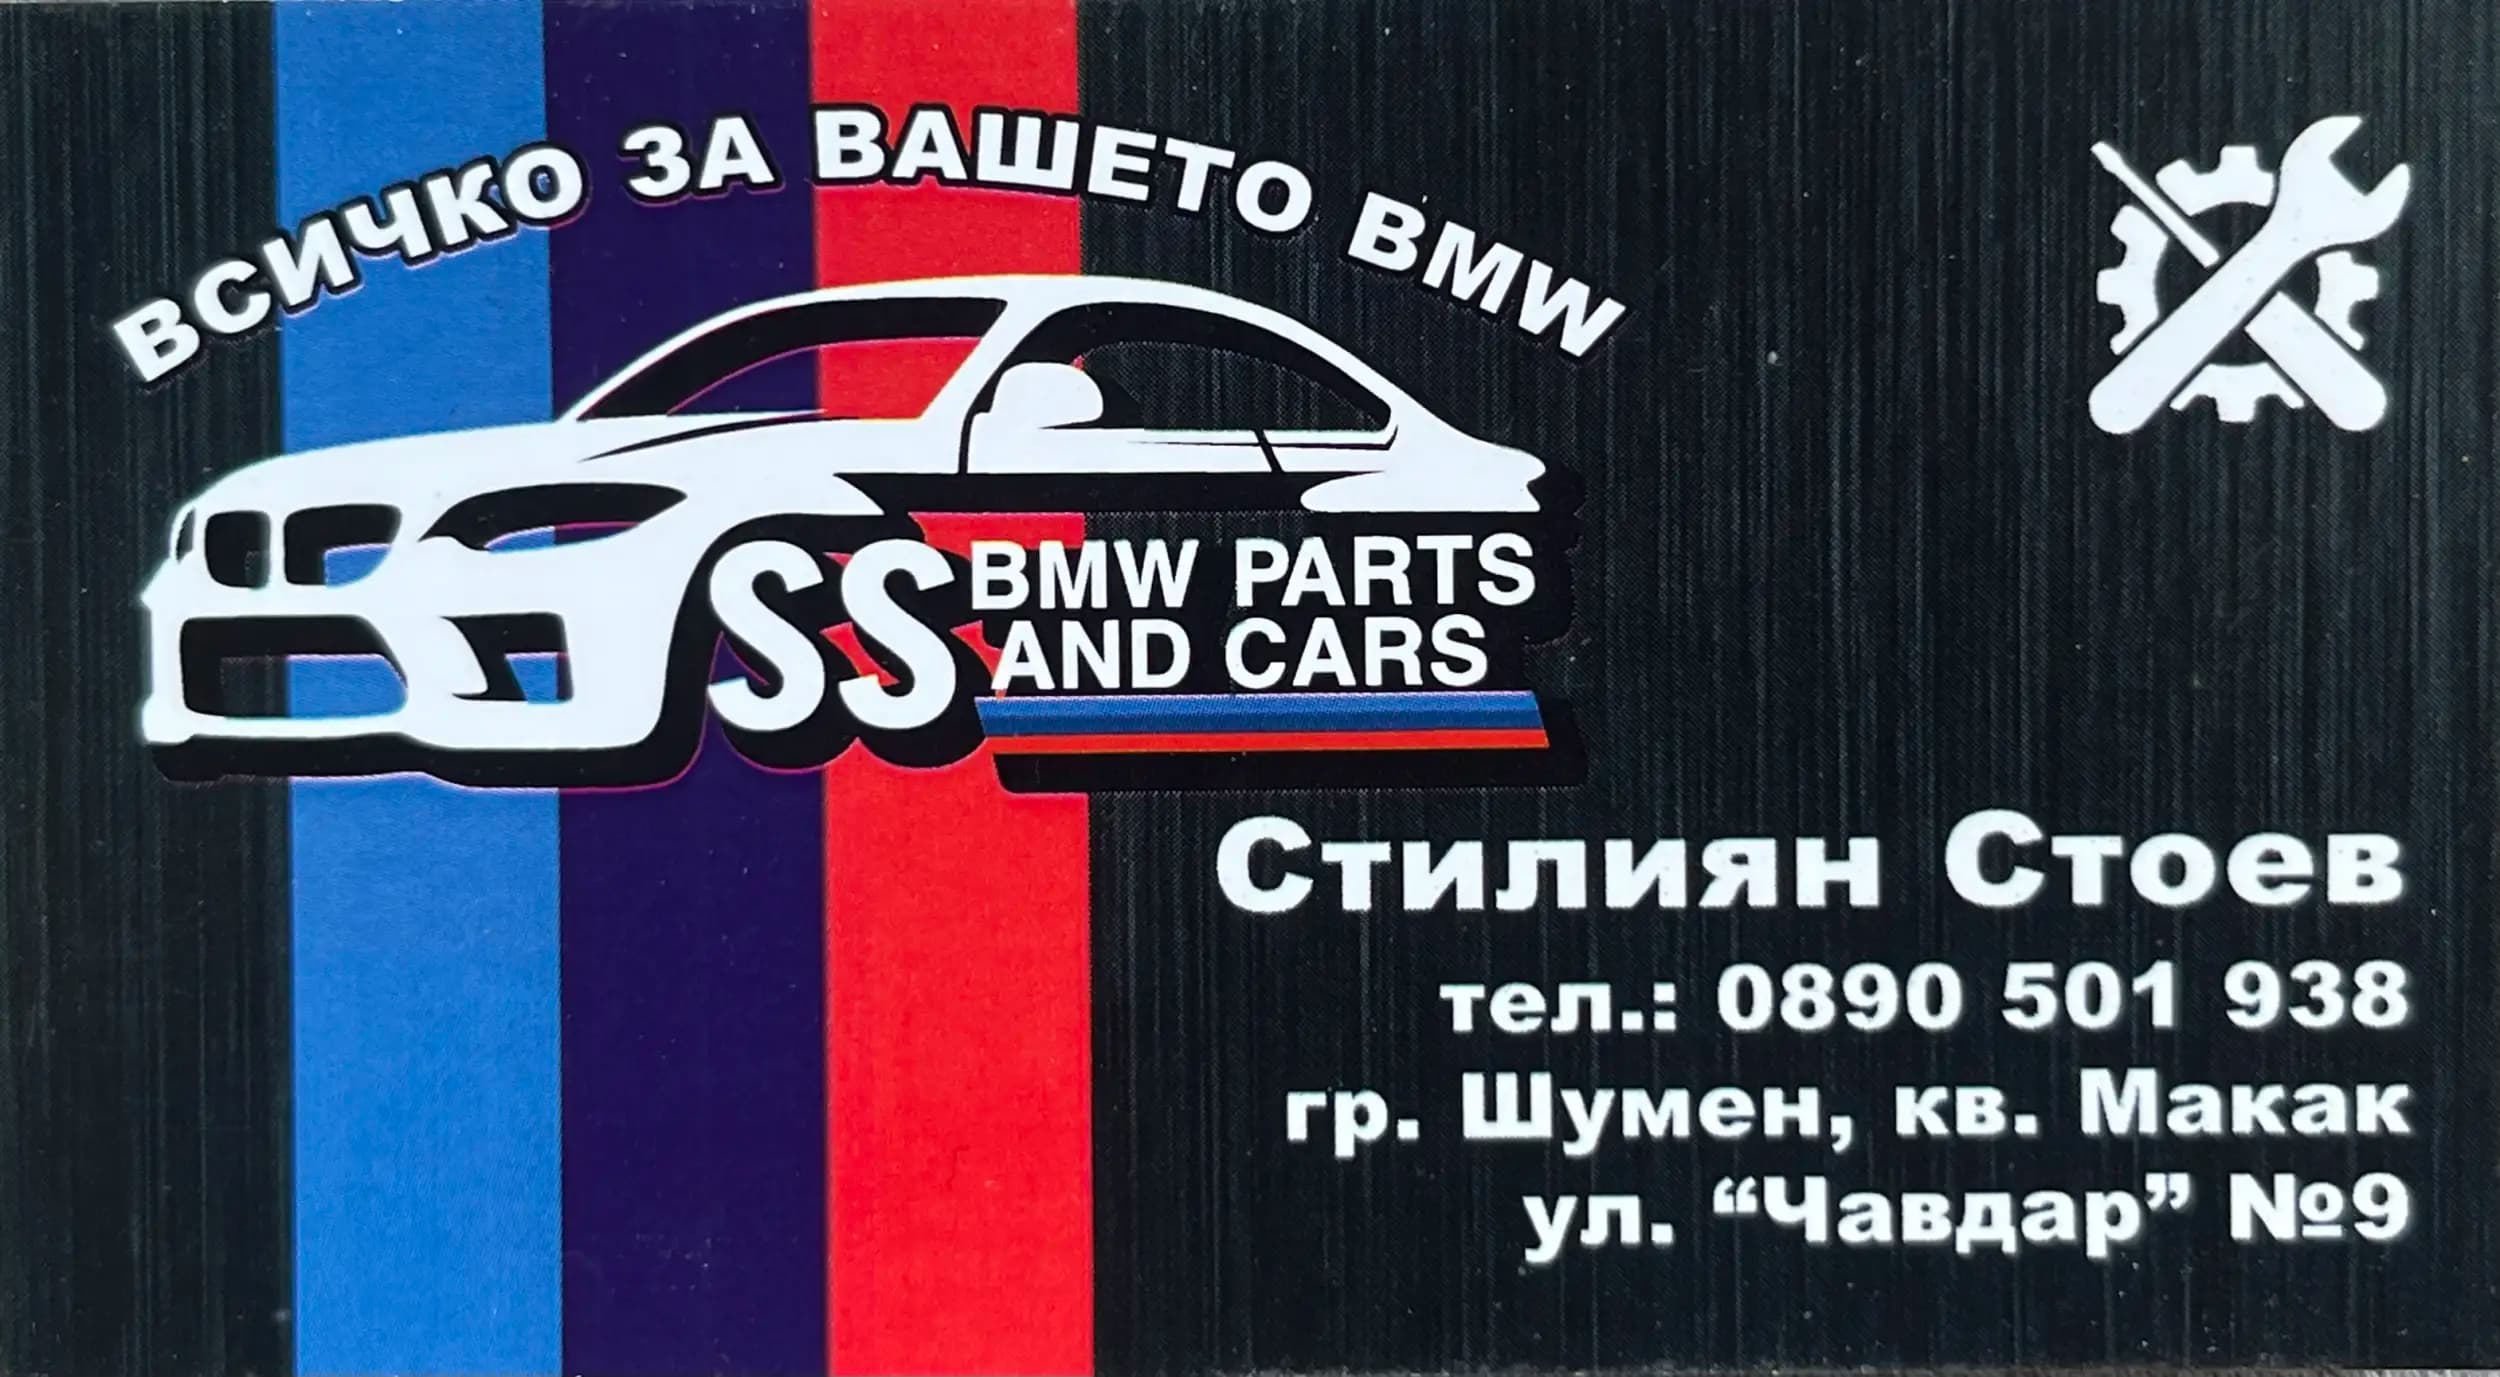 ВСИЧКО ЗА ВАШЕТО BMW
SS BMW PARTS
AND CARS
Стилиян Стоев
тел.: 0890 501 938
гр. Шумен, кв. Макак
ул. “Чавдар” №9